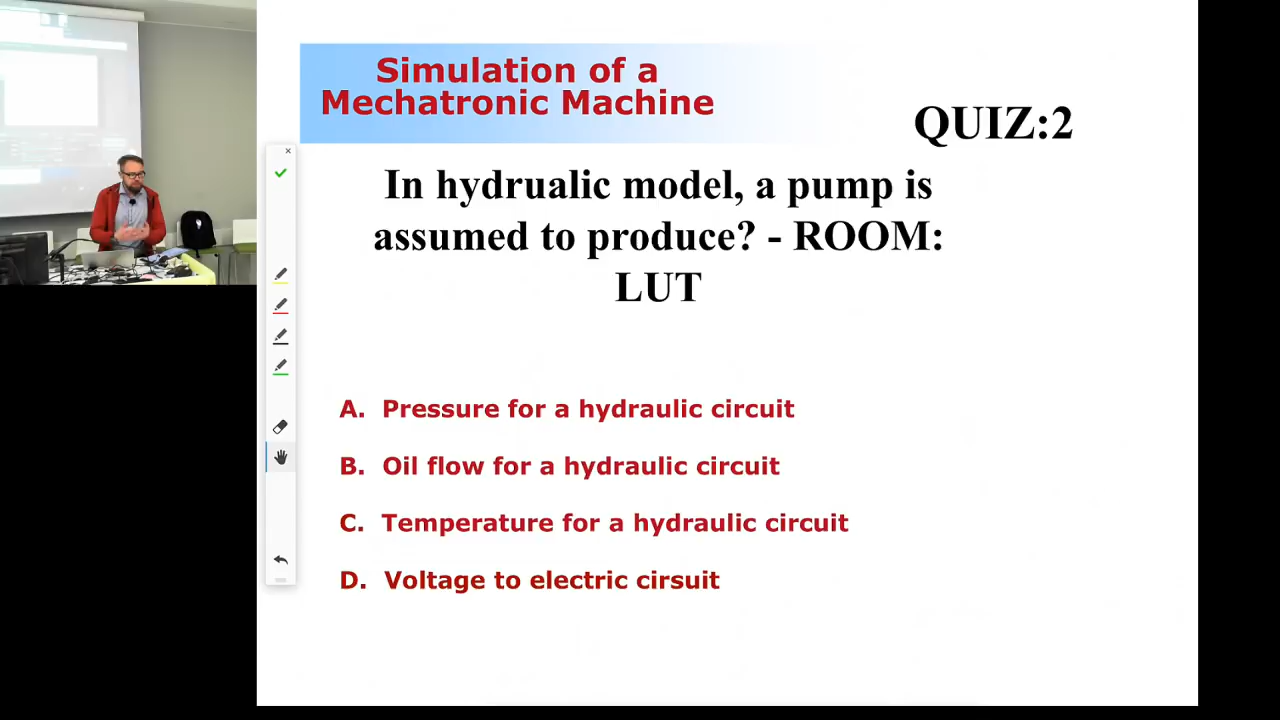 Simulation of a
Mechatronic Machine
QUIZ:2
In hydrualic model, a pump is
assumed to produce? - ROOM:
LUT
A. Pressure for a hydraulic circuit
B. Oil flow for a hydraulic circuit
C. Temperature for a hydraulic circuit
D. Voltage to electric cirsuit